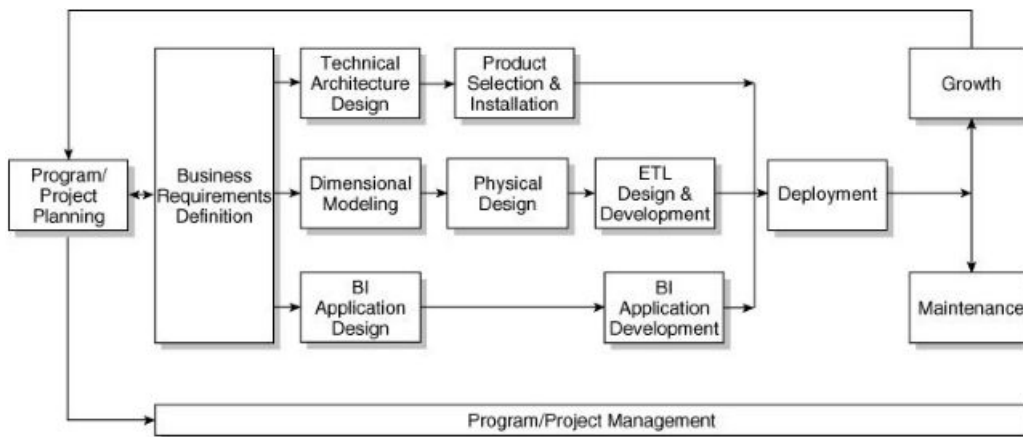 Technical
Architecture
Design
Product
Selection &
Installation
Growth
Program/
Project
Planning
Business
Requirements
Definition
Dimensional
Modeling
Physical
Design
ETL
Design &
Development
Deployment
BI
Application
Design
BI
Application
Development
Maintenance
Program/Project Management